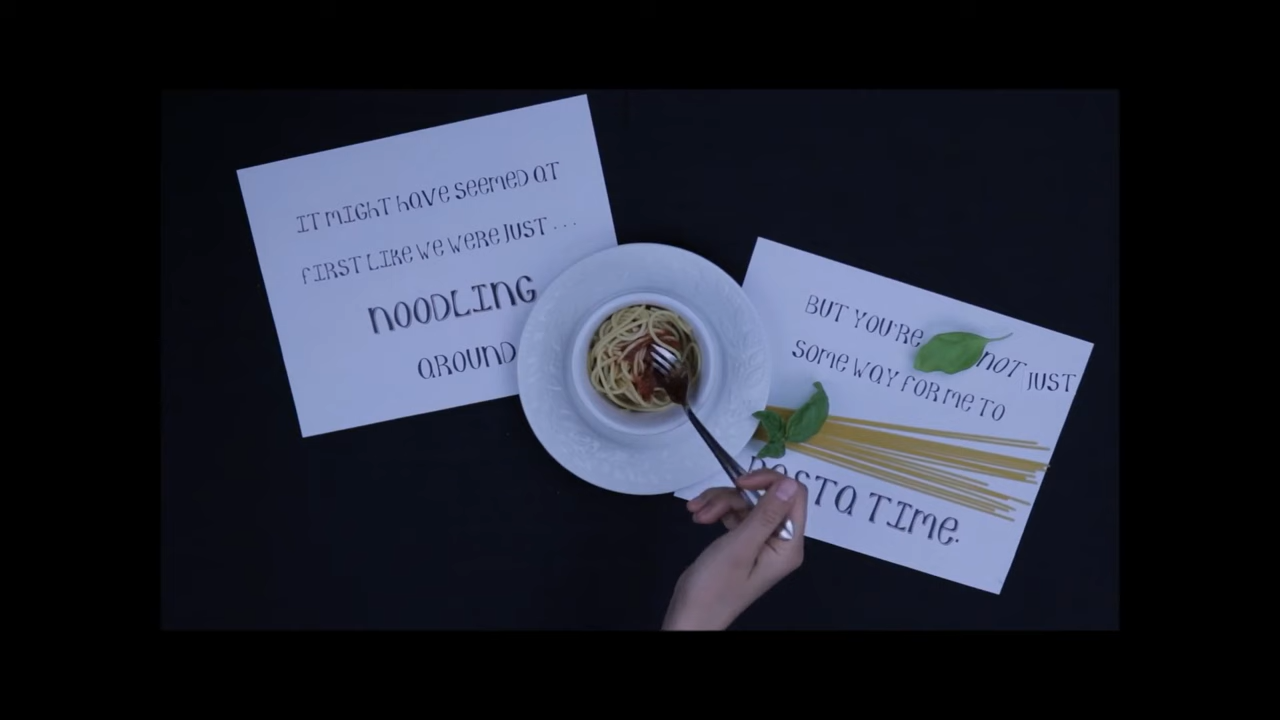 IT MIGHT HAVE SEEMED AT
FIRST LIKE WE WERE JUST...
NOODLING
AROUND
BUT YOU'RE NOT JUST
SOME WAY FOR ME TO
PASTA TIME.